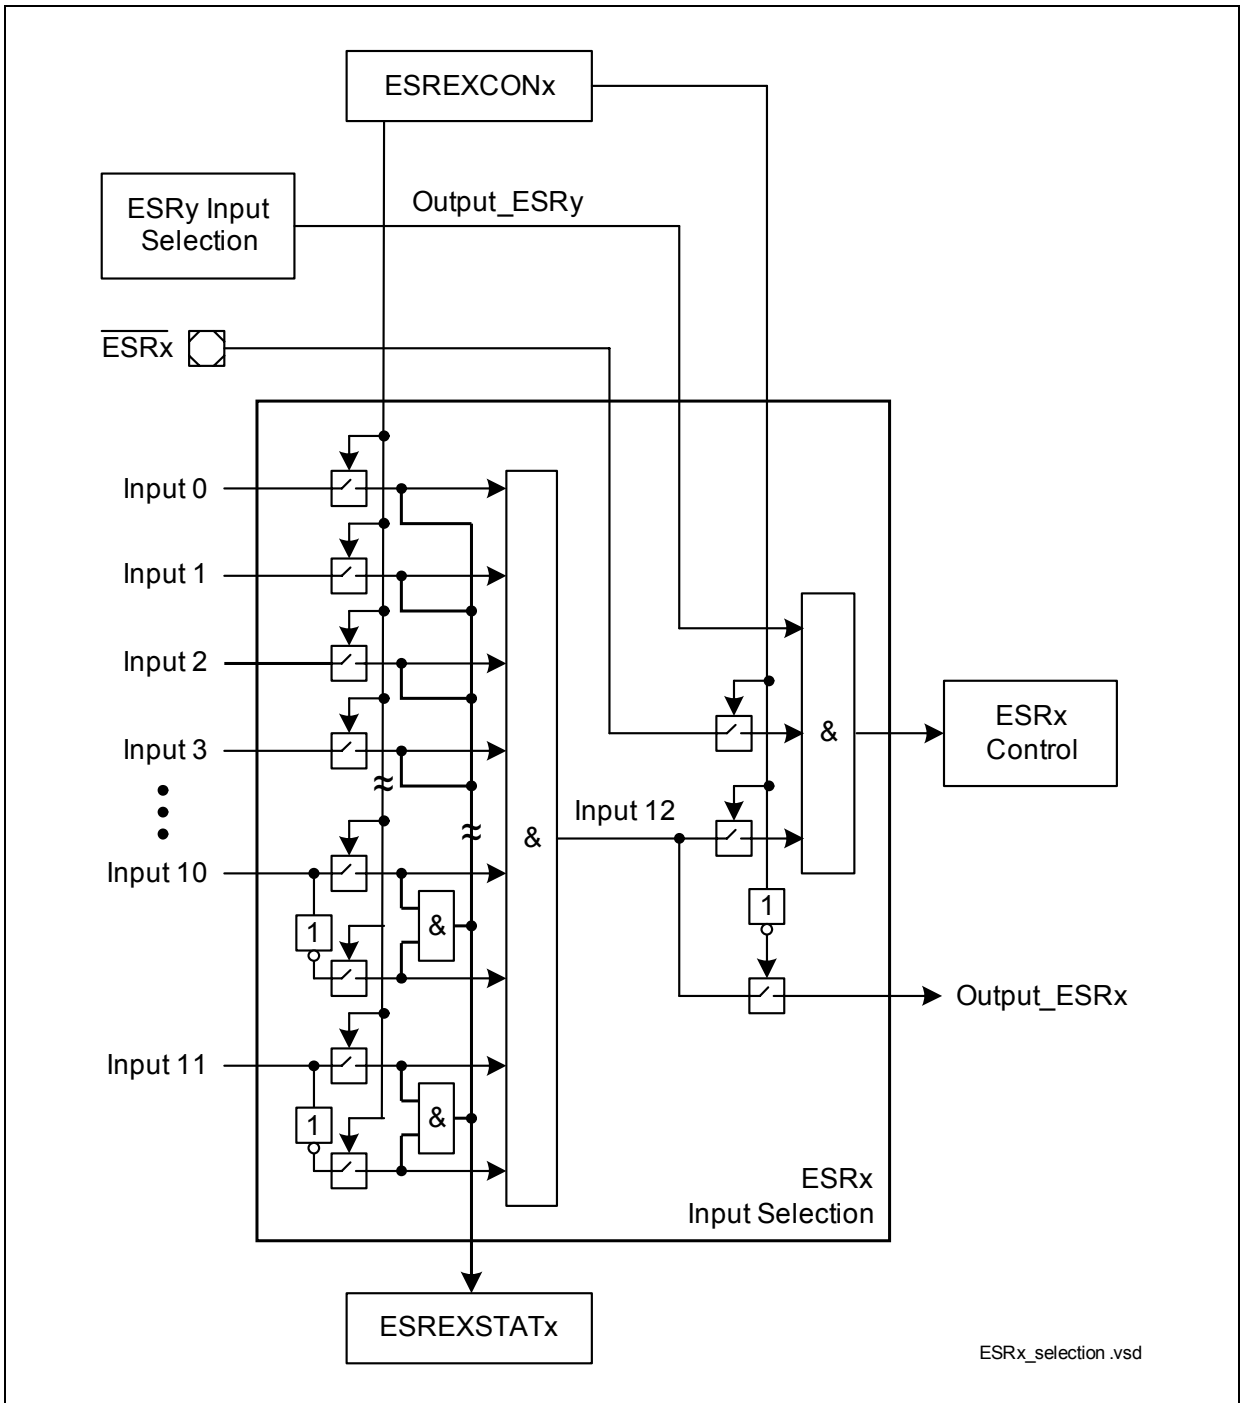 ESREXCONx
ESRy Input
Selection
Output_ESRy
ESRx
Input 0
Input 1
Input 2
Input 3
Input 10
Input 11
&
Input 12
&
ESRx
Control
1
&
1
1
Output_ESRx
&
1
ESRx
Input Selection
ESREXSTATx
ESRx_selection .vsd